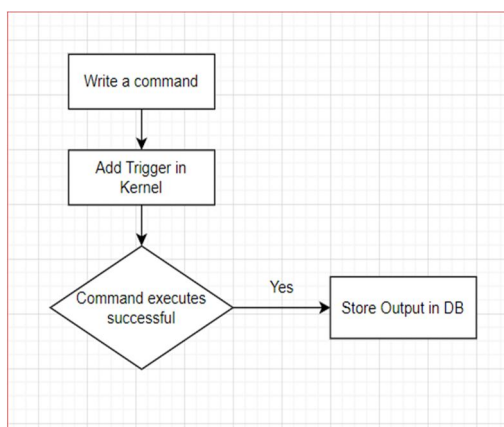 Write a command
Add Trigger in
Kernel
Command executes
successful
Yes
Store Output in DB